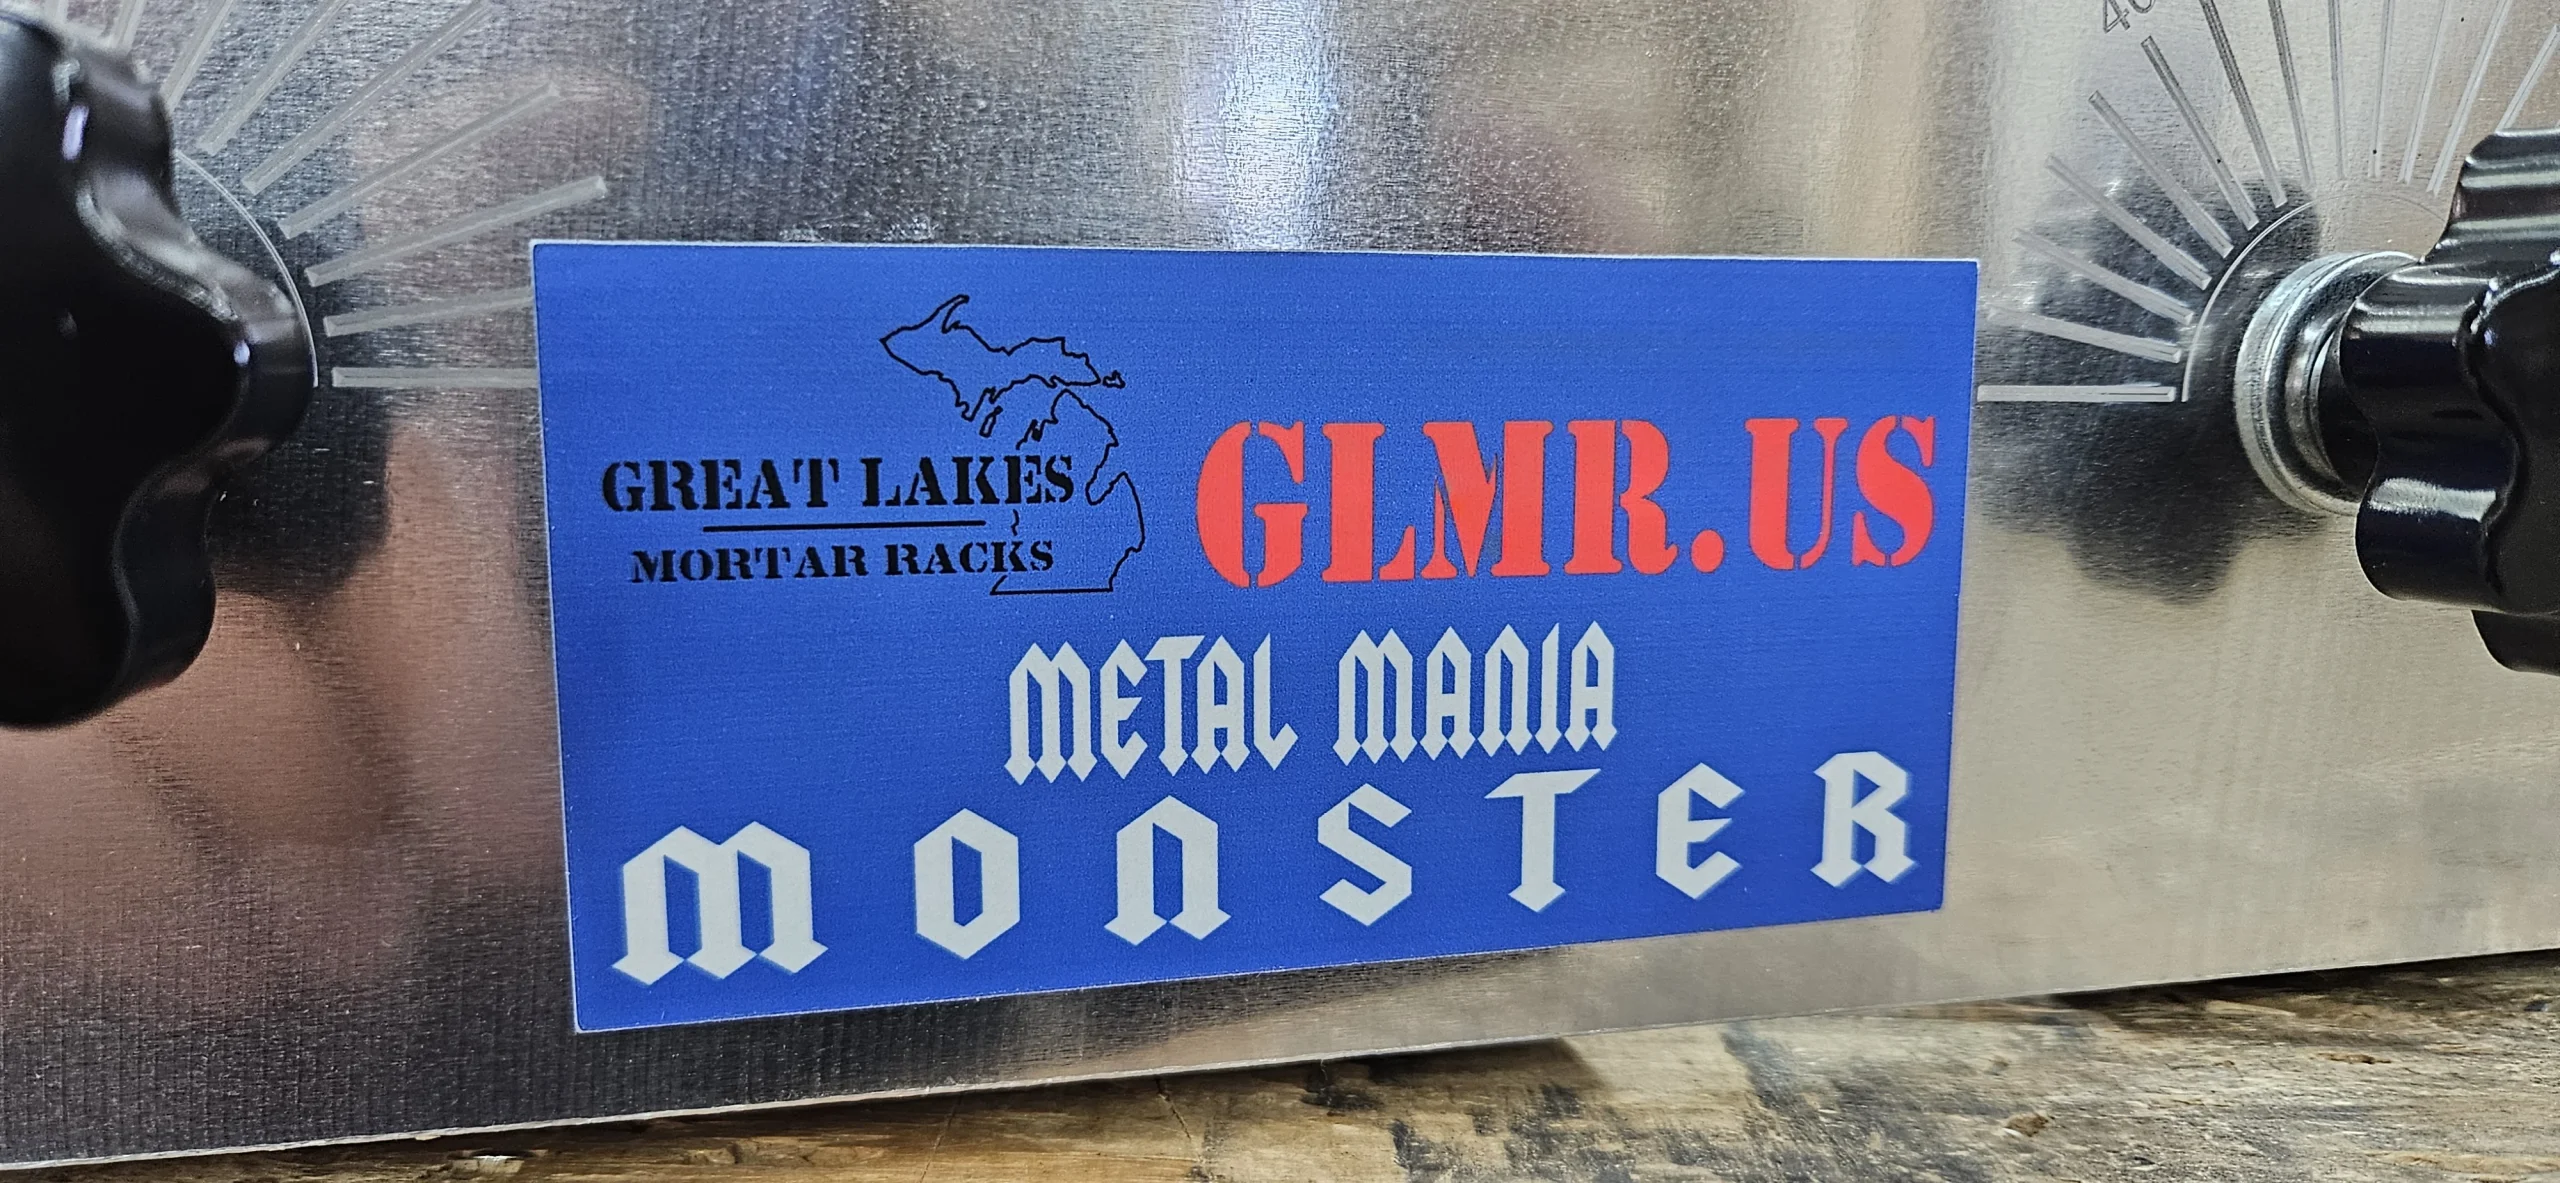 GREAT LAKES
MORTAR RACKS
GLMR.US
METAL MANIA
MONSTER